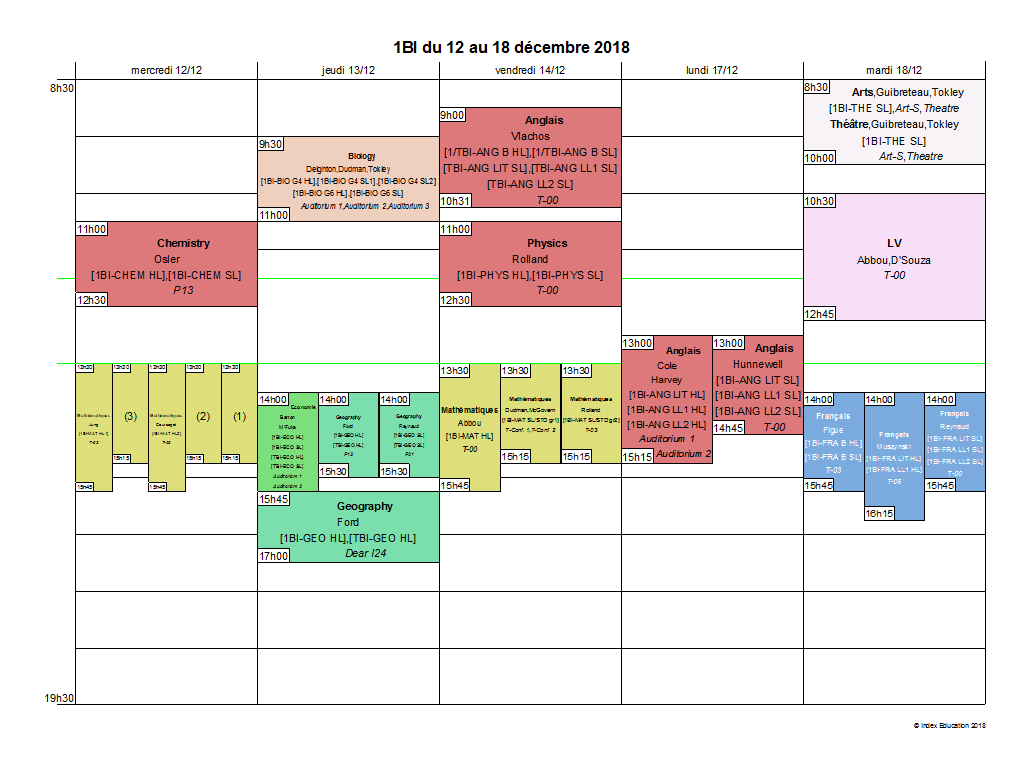 1BI du 12 au 18 décembre 2018
mercredi 12/12
jeudi 13/12
vendredi 14/12
lundi 17/12
mardi 18/12
8h30
19h30
11h00
Chemistry
Osler
[1BI-CHEM HL],[1BI-CHEM SL]
P13
12h30
13h30
Mathématiques
Jung
[1BI-MAT HL1]
T-03
15h45
13h30
(3)
15h15
13h30
Mathématiques
[1BI-MAT HL2]
T-00
15h45
13h30
(2)
15h15
13h30
(1)
15h15
9h30
Biology
Deighton,Dudman,Tokley
[1BI-BIO G4 HL],[1BI-BIO G4 SL1],[1BI-BIO G4 SL2]
[1BI-BIO G6 HL],[1BI-BIO G6 SL]
Auditorium 1,Auditorium 2,Auditorium 3
11h00
14h00
Economie
Barton
[1BI-ECO HL]
[1BI-ECO SL]
[TBI-ECO HL]
[TBI-ECO SL]
Auditorium 1
Auditorium 2
14h00
Geography
Ford
[1BI-GEO HL]
[TBI-GEO HL]
P13
15h30
14h00
Geography
Reynaud
[1BI-GEO SL]
[TBI-GEO SL]
P21
15h30
15h45
Geography
Ford
[1BI-GEO HL],[TBI-GEO HL]
Dear I24
17h00
9h00
Anglais
Vlachos
[1/TBI-ANG B HL],[1/TBI-ANG B SL]
[TBI-ANG LIT SL],[TBI-ANG LL1 SL]
[TBI-ANG LL2 SL]
T-00
10h31
11h00
Physics
Rolland
[1BI-PHYS HL],[1BI-PHYS SL]
T-00
12h30
13h30
Mathématiques
Abbou
[1BI-MAT HL]
T-00
15h45
13h30
Mathématiques
Dudman,McGovern
[1BI-MAT SL/STD gr1]
T-Conf. 1,T-Conf. 2
15h15
13h30
Mathématiques
Rolland
[1BI-MAT SL/STD gr2]
T-03
15h15
13h00
Anglais
Cole
Harvey
[1BI-ANG LIT HL]
[1BI-ANG LL1 HL]
[1BI-ANG LL2 HL]
Auditorium 1
Auditorium 2
15h15
13h00
Anglais
Hunnewell
[1BI-ANG LIT SL]
[1BI-ANG LL1 SL]
[1BI-ANG LL2 SL]
T-00
14h45
8h30
Arts,Guibreteau,Tokley
[1BI-THE SL],Art-S,Theatre
Théâtre,Guibreteau,Tokley
[1BI-THE SL]
Art-S,Theatre
10h00
10h30
LV
Abbou,D'Souza
T-00
12h45
14h00
Français
Figue
[1BI-FRA B HL]
[1BI-FRA B SL]
T-03
15h45
14h00
Français
Muszynski
[1BI-FRA LIT HL]
[1BI-FRA LL1 HL]
T-06
16h15
14h00
Français
Reynaud
[1BI-FRA LIT SL]
[1BI-FRA LL1 SL]
[1BI-FRA LL2 SL]
T-00
15h45
© Index Education 2018